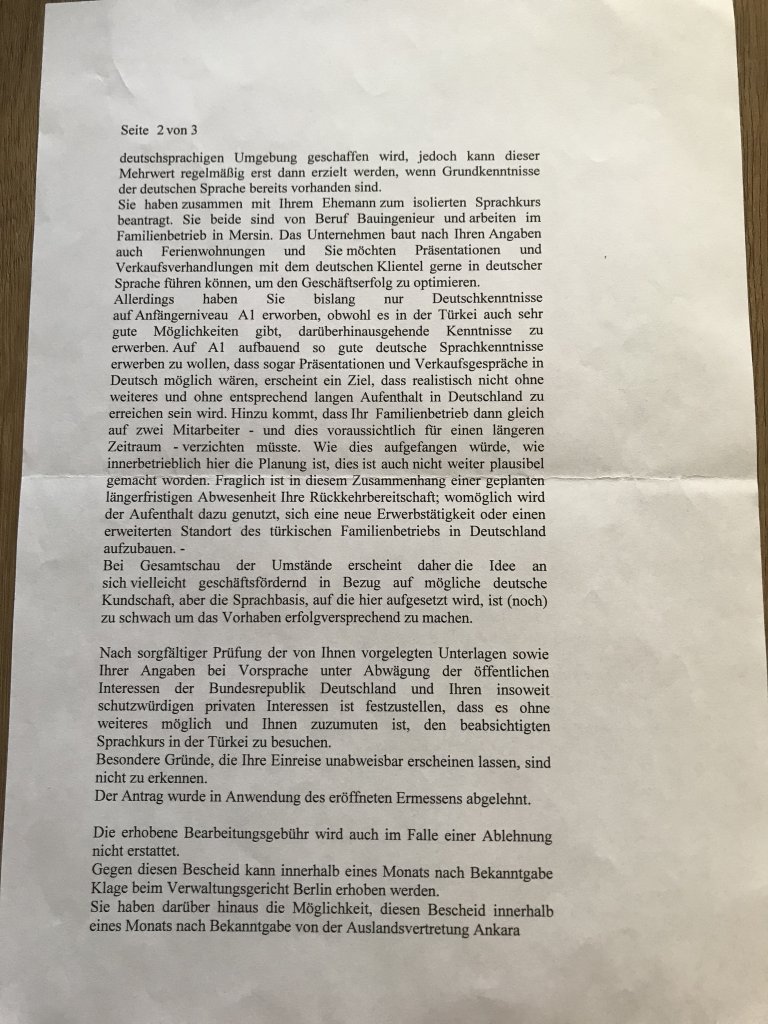 Seite 2 von 3
deutschsprachigen Umgebung geschaffen wird, jedoch kann dieser
Mehrwert regelmäßig erst dann erzielt werden, wenn Grundkenntnisse
der deutschen Sprache bereits vorhanden sind.
Sie haben zusammen mit Ihrem Ehemann zum isolierten Sprachkurs
beantragt. Sie beide sind von Beruf Bauingenieur und arbeiten im
Familienbetrieb in Mersin. Das Unternehmen baut nach Ihren Angaben
auch Ferienwohnungen und Sie möchten Präsentationen und
Verkaufsverhandlungen mit dem deutschen Klientel gerne in deutscher
Sprache führen können, um den Geschäftserfolg zu optimieren.
Allerdings haben Sie bislang nur Deutschkenntnisse
auf Anfängerniveau A1 erworben, obwohl es in der Türkei auch sehr
gute Möglichkeiten gibt, darüberhinausgehende Kenntnisse zu
erwerben. Auf A1 aufbauend so gute deutsche Sprachkenntnisse
erwerben zu wollen, dass sogar Präsentationen und Verkaufsgespräche in
Deutsch möglich wären, erscheint ein Ziel, dass realistisch nicht ohne
weiteres und ohne entsprechend langen Aufenthalt in Deutschland zu
erreichen sein wird. Hinzu kommt, dass Ihr Familienbetrieb dann gleich
auf zwei Mitarbeiter - und dies voraussichtlich für einen längeren
Zeitraum - verzichten müsste. Wie dies aufgefangen würde, wie
innerbetrieblich hier die Planung ist, dies ist auch nicht weiter plausibel
gemacht worden. Fraglich ist in diesem Zusammenhang einer geplanten
längerfristigen Abwesenheit Ihre Rückkehrbereitschaft; womöglich wird
der Aufenthalt dazu genutzt, sich eine neue Erwerbstätigkeit oder einen
erweiterten Standort des türkischen Familienbetriebs in Deutschland
aufzubauen. -
Bei Gesamtschau der Umstände erscheint daher die Idee an
sich vielleicht geschäftsfördernd in Bezug auf mögliche deutsche
Kundschaft, aber die Sprachbasis, auf die hier aufgesetzt wird, ist (noch)
zu schwach um das Vorhaben erfolgversprechend zu machen.
Nach sorgfältiger Prüfung der von Ihnen vorgelegten Unterlagen sowie
Ihrer Angaben bei Vorsprache unter Abwägung der öffentlichen
Interessen der Bundesrepublik Deutschland und Ihren insoweit
schutzwürdigen privaten Interessen ist festzustellen, dass es ohne
weiteres möglich und Ihnen zuzumuten ist, den beabsichtigten
Sprachkurs in der Türkei zu besuchen.
Besondere Gründe, die Ihre Einreise unabweisbar erscheinen lassen, sind
nicht zu erkennen.
Der Antrag wurde in Anwendung des eröffneten Ermessens abgelehnt.
Die erhobene Bearbeitungsgebühr wird auch im Falle einer Ablehnung
nicht erstattet.
Gegen diesen Bescheid kann innerhalb eines Monats nach Bekanntgabe
Klage beim Verwaltungsgericht Berlin erhoben werden.
Sie haben darüber hinaus die Möglichkeit, diesen Bescheid innerhalb
eines Monats nach Bekanntgabe von der Auslandsvertretung Ankara